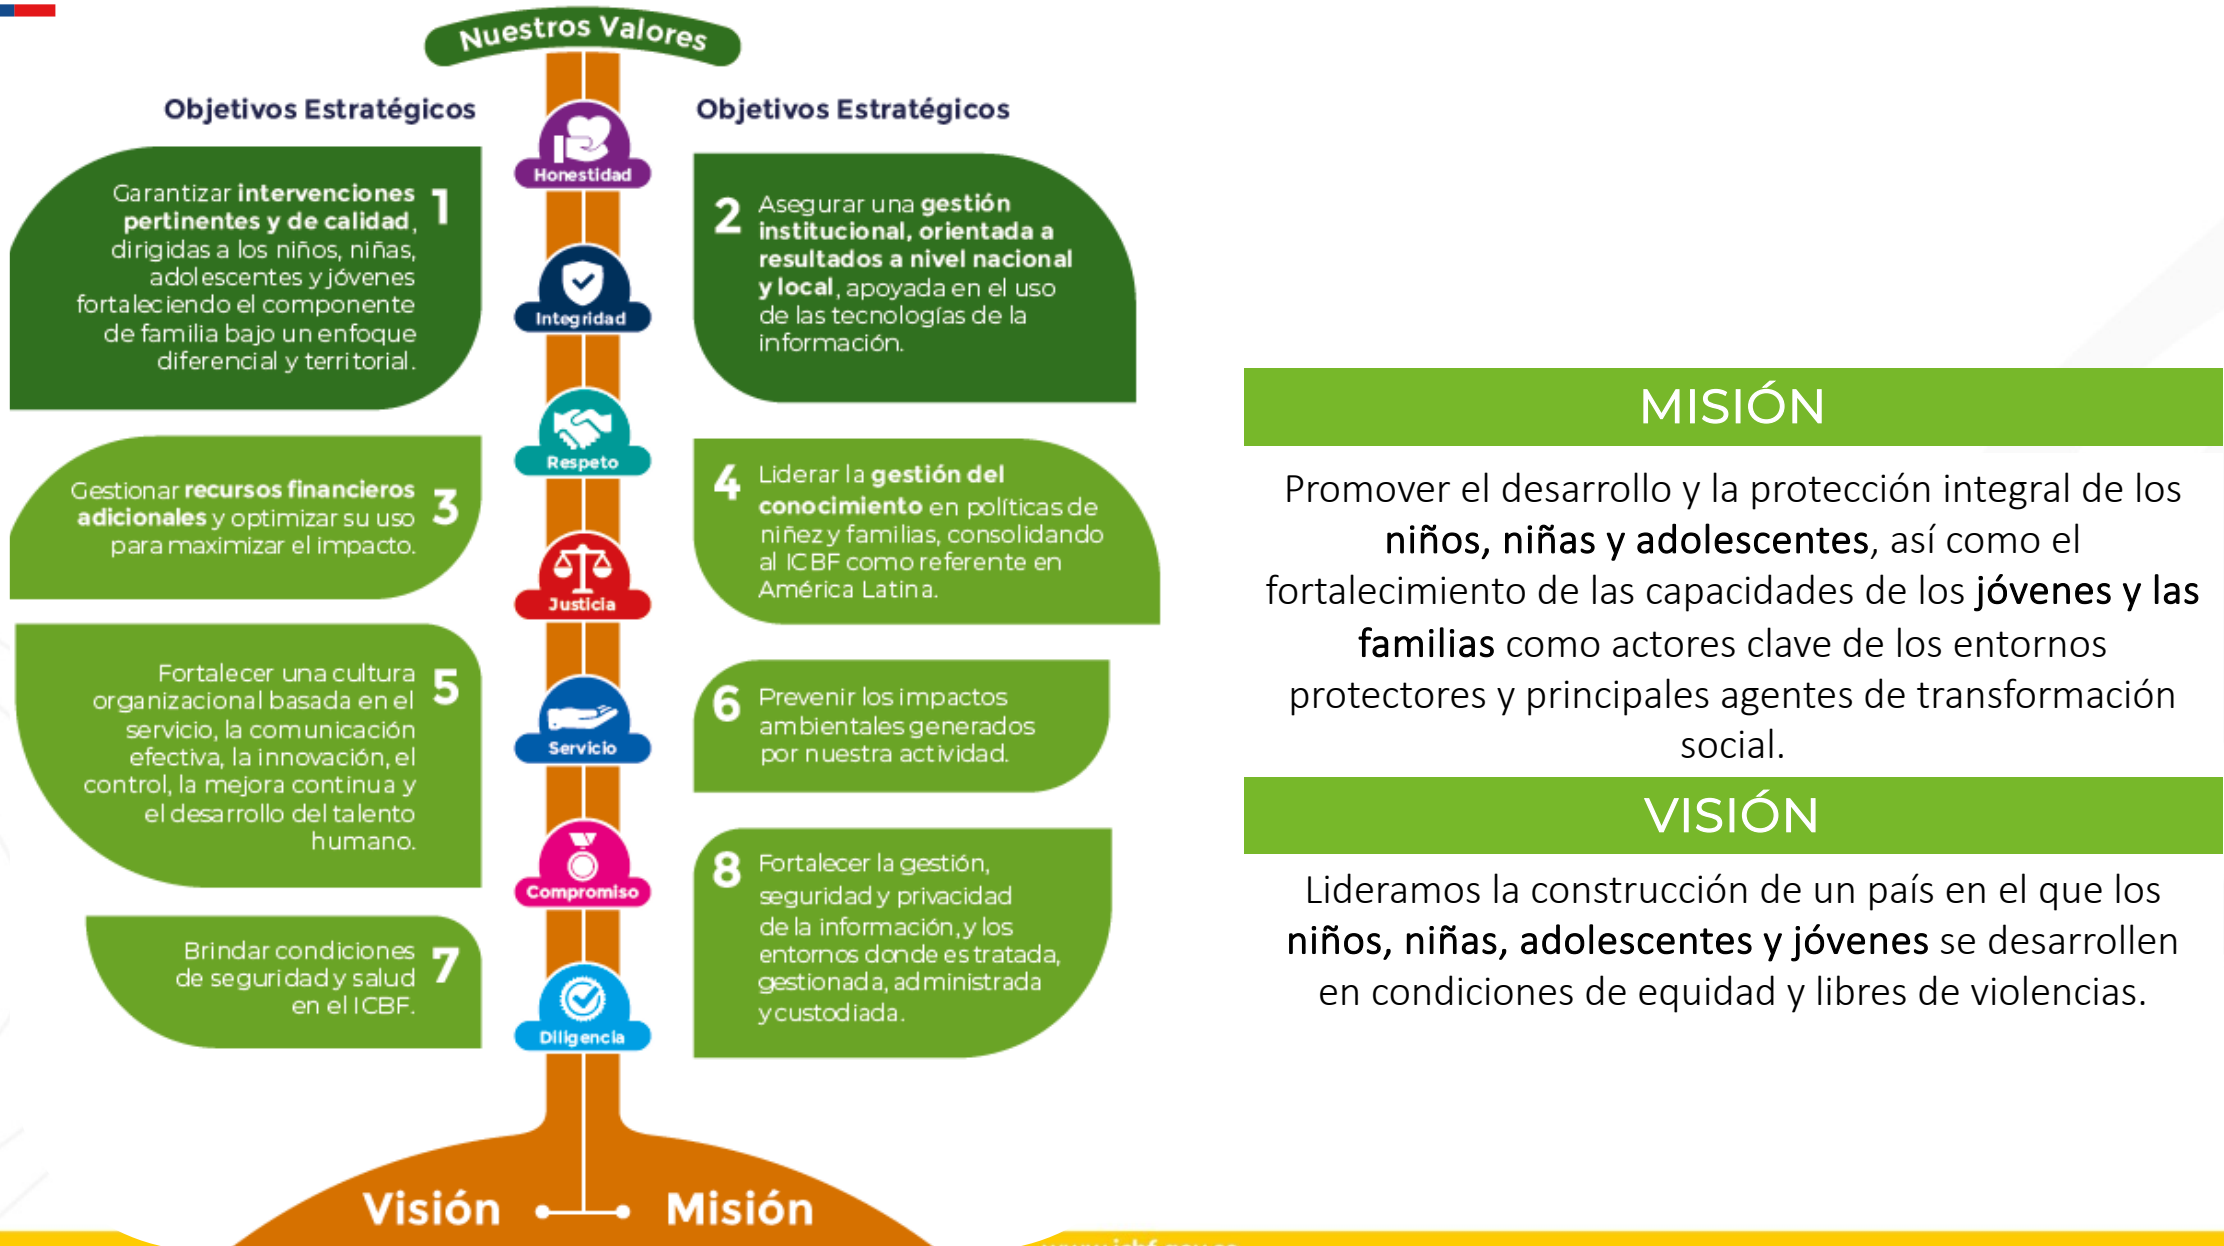 Nuestros Valores
Objetivos Estratégicos
1
Garantizar intervenciones
pertinentes y de calidad,
dirigidas a los niños, niñas,
adolescentes y jóvenes
fortaleciendo el componente
de familia bajo un enfoque
diferencial y territorial.
3
Gestionar recursos financieros
adicionales y optimizar su uso
para maximizar el impacto.
5
Fortalecer una cultura
organizacional basada en el
servicio, la comunicación
efectiva, la innovación, el
control, la mejora continua y
el desarrollo del talento
humano.
7
Brindar condiciones
de seguridad y salud
en el ICBF.
Honestidad
Integridad
Respeto
Justicia
Servicio
Compromiso
Diligencia
Objetivos Estratégicos
2
Asegurar una gestión
institucional, orientada a
resultados a nivel nacional
y local, apoyada en el uso
de las tecnologías de la
información.
4
Liderar la gestión del
conocimiento en políticas de
niñez y familias, consolidando
al ICBF como referente en
América Latina.
6
Prevenir los impactos
ambientales generados
por nuestra actividad.
8
Fortalecer la gestión,
seguridad y privacidad
de la información, y los
entornos donde es tratada,
gestionada, administrada
y custodiada.
Visión
Misión
MISIÓN
Promover el desarrollo y la protección integral de los
niños, niñas y adolescentes, así como el
fortalecimiento de las capacidades de los jóvenes y las
familias como actores clave de los entornos
protectores y principales agentes de transformación
social.
VISIÓN
Lideramos la construcción de un país en el que los
niños, niñas, adolescentes y jóvenes se desarrollen
en condiciones de equidad y libres de violencias.